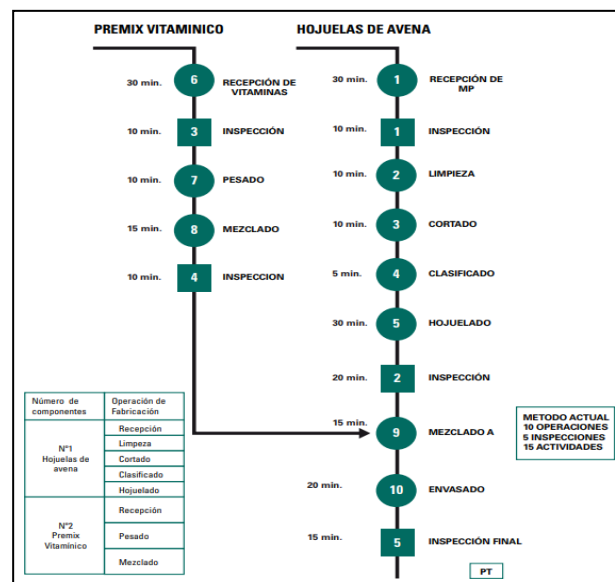 PREMIX VITAMINICO
30 min.
6
RECEPCIÓN DE
VITAMINAS
10 min.
3
INSPECCIÓN
10 min.
7
PESADO
15 min.
8
MEZCLADO
10 min.
4
INSPECCION
HOJUELAS DE AVENA
30 min.
1
RECEPCIÓN DE
MP
10 min.
1
INSPECCIÓN
10 min.
2
LIMPIEZA
10 min.
3
CORTADO
5 min.
4
CLASIFICADO
30 min.
5
HOJUELADO
20 min.
2
INSPECCIÓN
15 min.
9
MEZCLADO A
20 min.
10
ENVASADO
15 min.
5
INSPECCIÓN FINAL
PT
METODO ACTUAL
10 OPERACIONES
5 INSPECCIONES
15 ACTIVIDADES
Número de
componentes
Operación de
Fabricación
Nº1
Hojuelas de
avena
Recepción
Limpeza
Cortado
Clasificado
Hojuelado
Nº2
Premix
Vitamínico
Recepción
Pesado
Mezclado